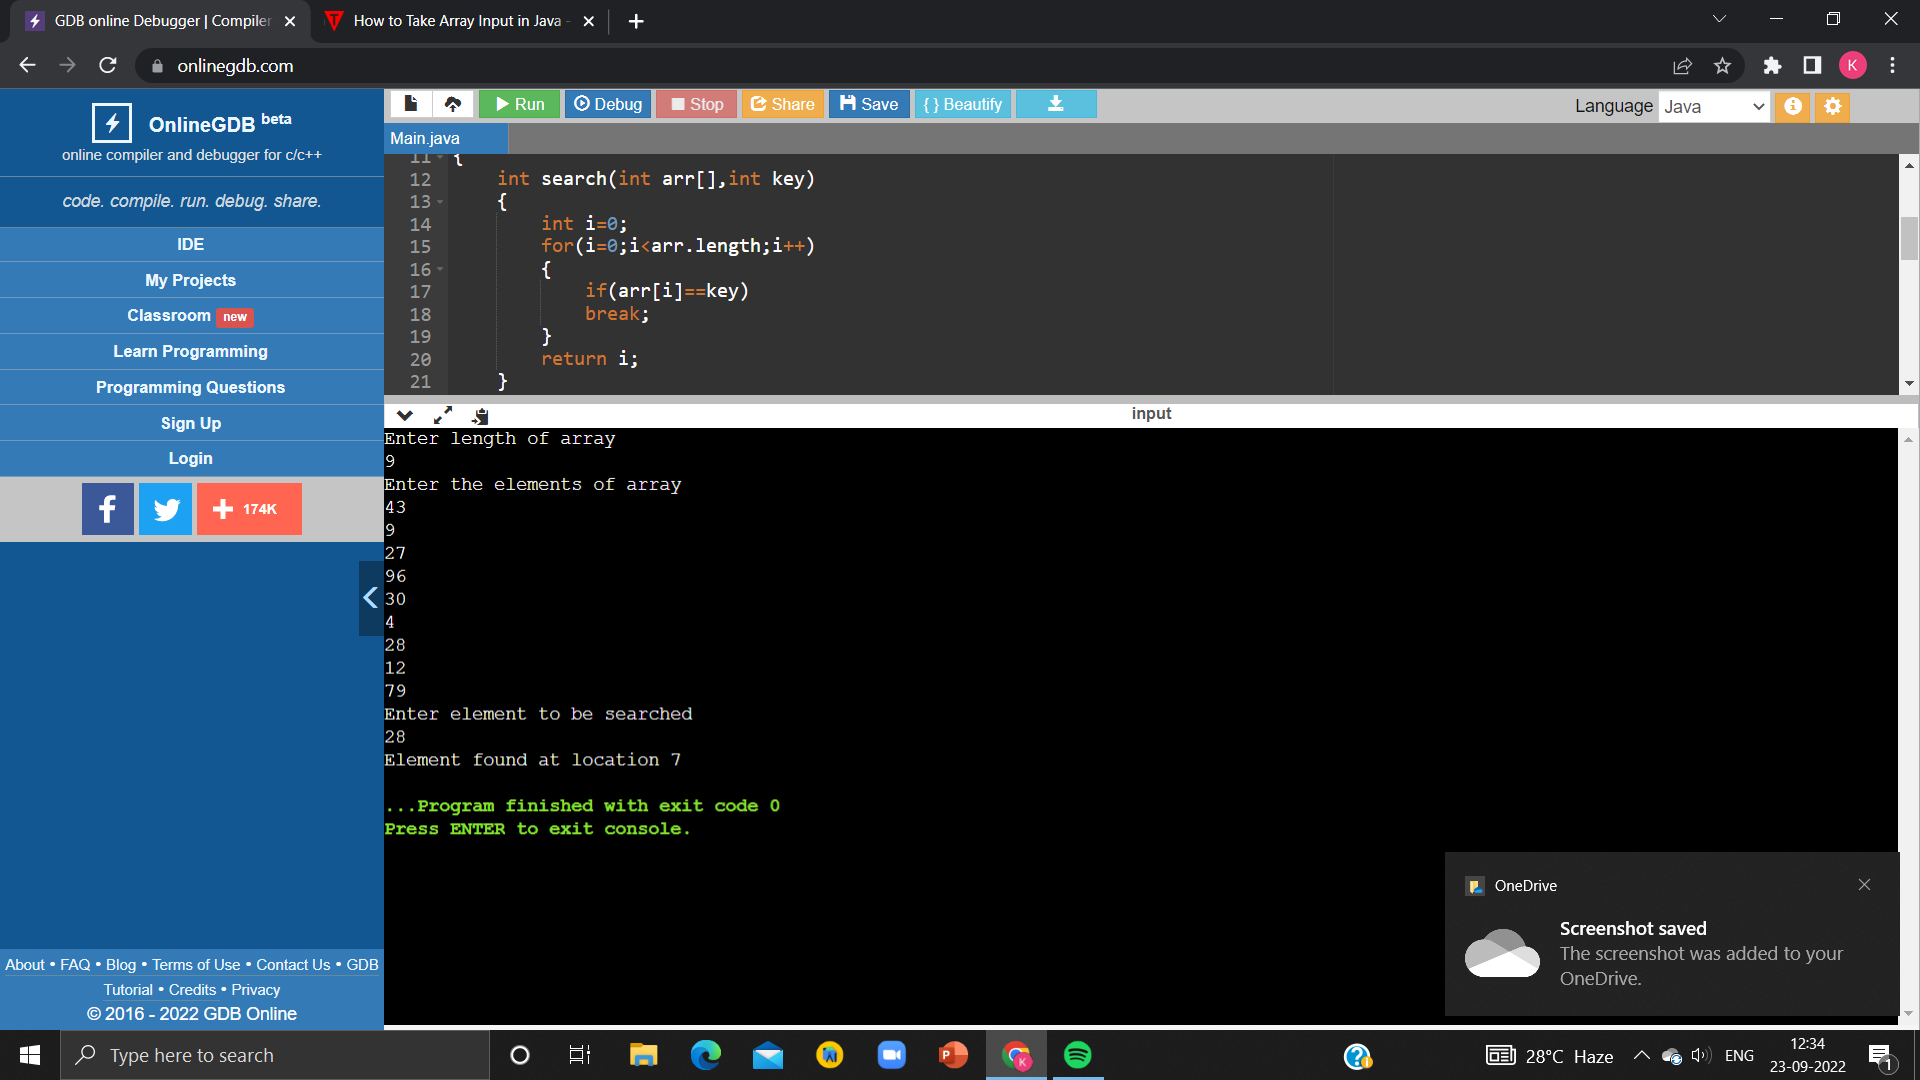 GDB online Debugger | Compiler
How to Take Array Input in Java -
onlinegdb.com
K
OnlineGDB beta
online compiler and debugger for c/c++
code. compile. run. debug. share.
IDE
My Projects
Classroom new
Learn Programming
Programming Questions
Sign Up
Login
f
174K
About • FAQ • Blog • Terms of Use • Contact Us • GDB
Tutorial • Credits • Privacy
© 2016 - 2022 GDB Online
Run
Debug
Stop
Share
Save
{ } Beautify
Language Java
Main.java
11 {
12 int search(int arr[],int key)
13 {
14 int i=0;
15 for(i=0;i<arr.length;i++)
16 {
17 if(arr[i]==key)
18 break;
19 }
20 return i;
21 }
input
Enter length of array
9
Enter the elements of array
43
9
27
96
30
4
28
12
79
Enter element to be searched
28
Element found at location 7
...Program finished with exit code 0
Press ENTER to exit console.
OneDrive
Screenshot saved
The screenshot was added to your
OneDrive.
Type here to search
28°C Haze
ENG
12:34
23-09-2022
1